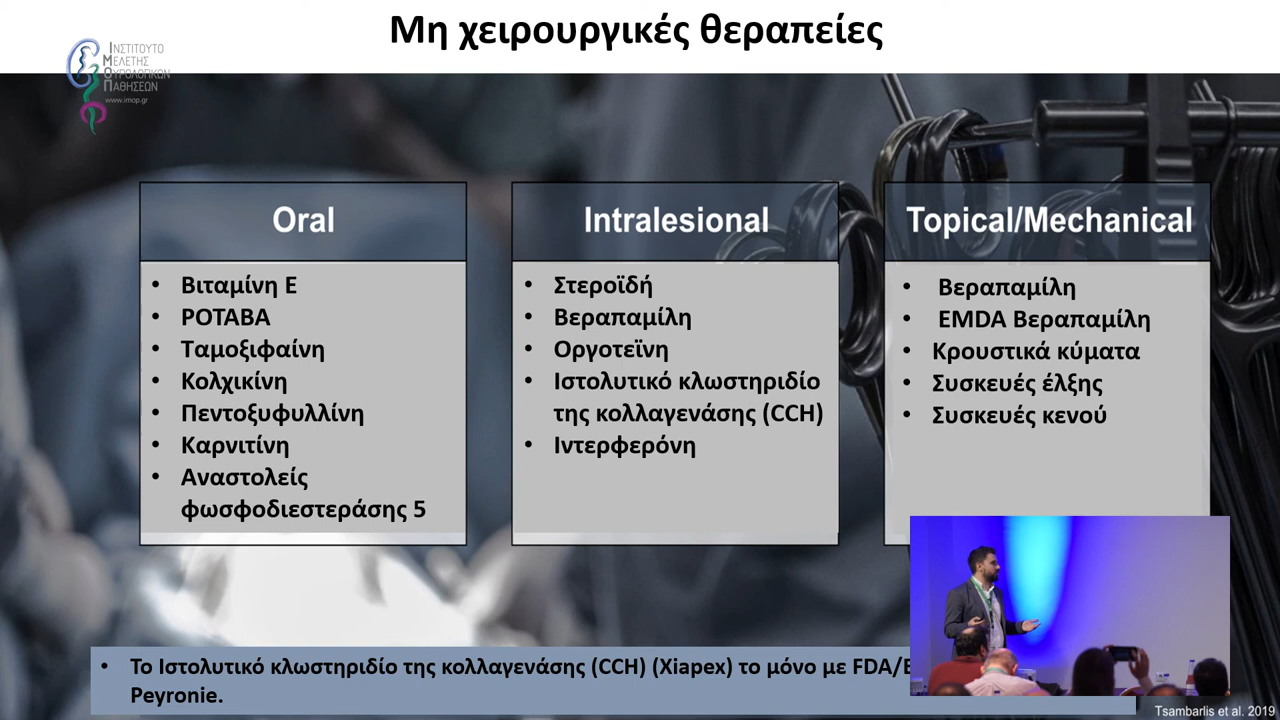 Μη χειρουργικές θεραπείες
ΙΝΣΤΙΤΟΥΤΟ
ΜΕΛΕΤΗΣ
ΟΥΡΟΛΟΓΙΚΩΝ
ΠΑΘΗΣΕΩΝ
www.imop.gr
Oral
• Βιταμίνη Ε
• POTABA
• Ταμοξιφαίνη
• Κολχικίνη
• Πεντοξυφυλλίνη
• Καρνιτίνη
• Αναστολείς
φωσφοδιεστεράσης 5
Intralesional
• Στεροϊδή
• Βεραπαμίλη
• Οργοτεϊνη
• Ιστολυτικό κλωστηριδίο
της κολλαγενάσης (CCH)
• Ιντερφερόνη
Topical/Mechanical
• Βεραπαμίλη
• EMDA Βεραπαμίλη
• Κρουστικά κύματα
• Συσκευές έλξης
• Συσκευές κενού
• Το Ιστολυτικό κλωστηριδίο της κολλαγενάσης (CCH) (Xiapex) το μόνο με FDA/
Peyronie.
Tsambarlis et al. 2019